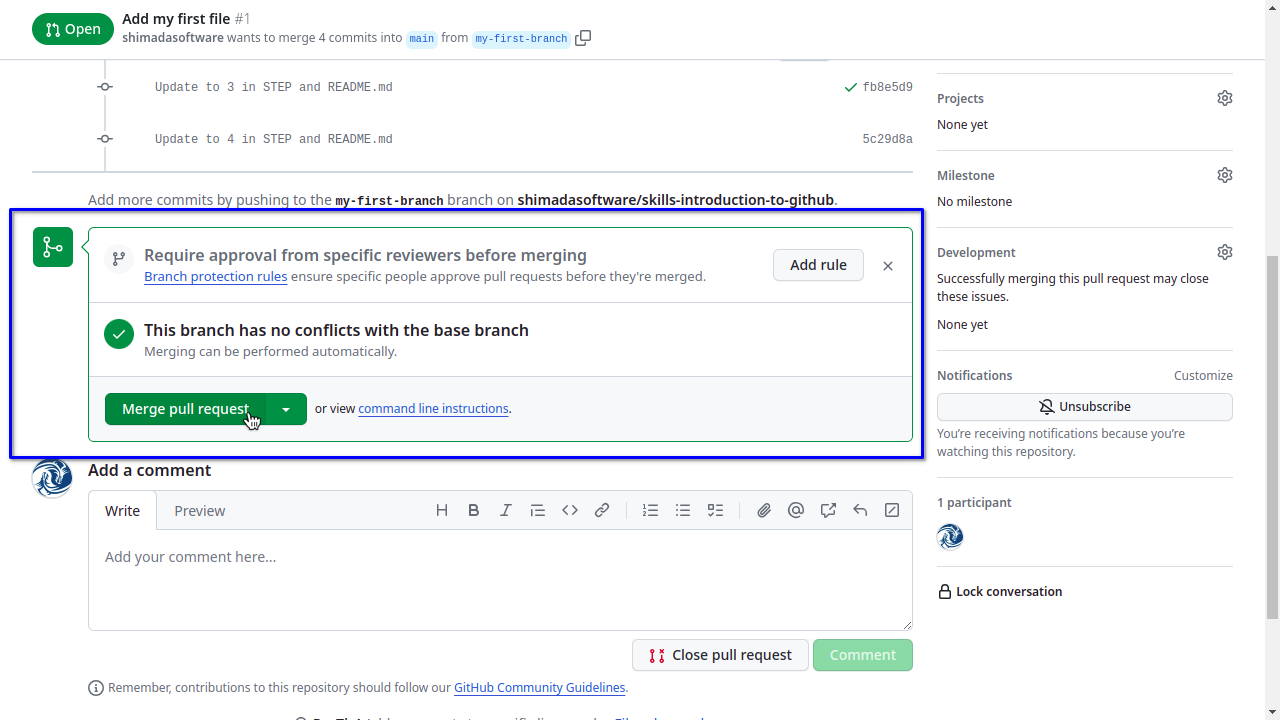 Open
Add my first file #1
shimadasoftware wants to merge 4 commits into main from my-first-branch
Update to 3 in STEP and README.md fb8e5d9
Update to 4 in STEP and README.md 5c29d8a
Add more commits by pushing to the my-first-branch branch on shimadasoftware/skills-introduction-to-github.
Require approval from specific reviewers before merging
Branch protection rules ensure specific people approve pull requests before they're merged.
Add rule
This branch has no conflicts with the base branch
Merging can be performed automatically.
Merge pull request or view command line instructions.
Add a comment
Write Preview
Add your comment here...
Close pull request Comment
Remember, contributions to this repository should follow our GitHub Community Guidelines.
Projects
None yet
Milestone
No milestone
Development
Successfully merging this pull request may close
these issues.
None yet
Notifications Customize
Unsubscribe
You're receiving notifications because you're
watching this repository.
1 participant
Lock conversation